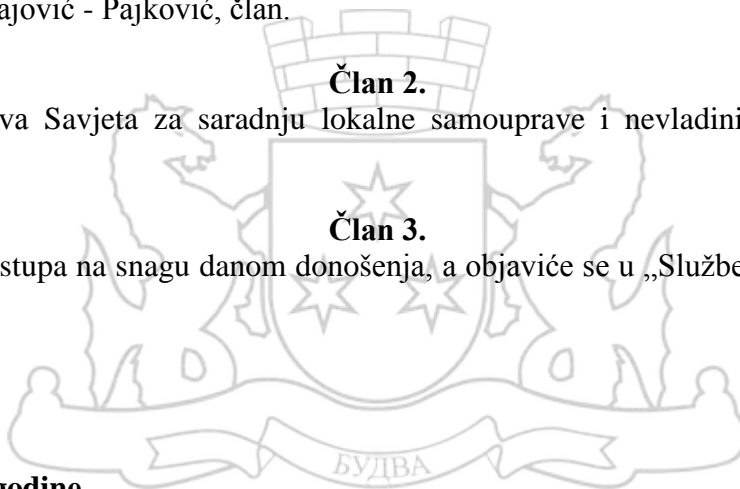 ajović - Pajković, član.
Član 2.
va Savjeta za saradnju lokalne samouprave i nevladini
Član 3.
stupa na snagu danom donošenja, a objaviće se u „Službe
БУДВА
godine